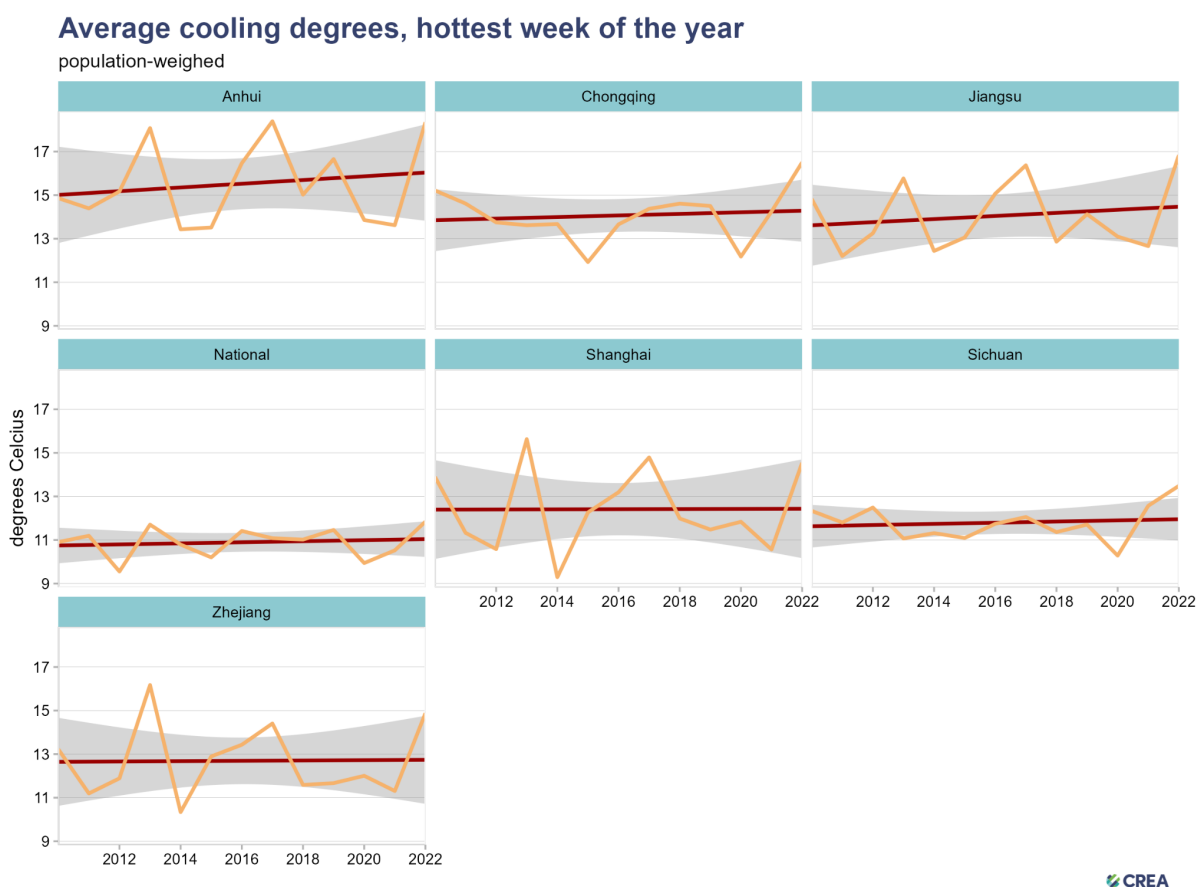 Average cooling degrees, hottest week of the year
population-weighed
Anhui Chongqing Jiangsu
17
15
13
11
9
National Shanghai Sichuan
degrees Celcius
17
15
13
11
9
2012 2014 2016 2018 2020 2022 2012 2014 2016 2018 2020 2022
Zhejiang
17
15
13
11
9
2012 2014 2016 2018 2020 2022
CREA